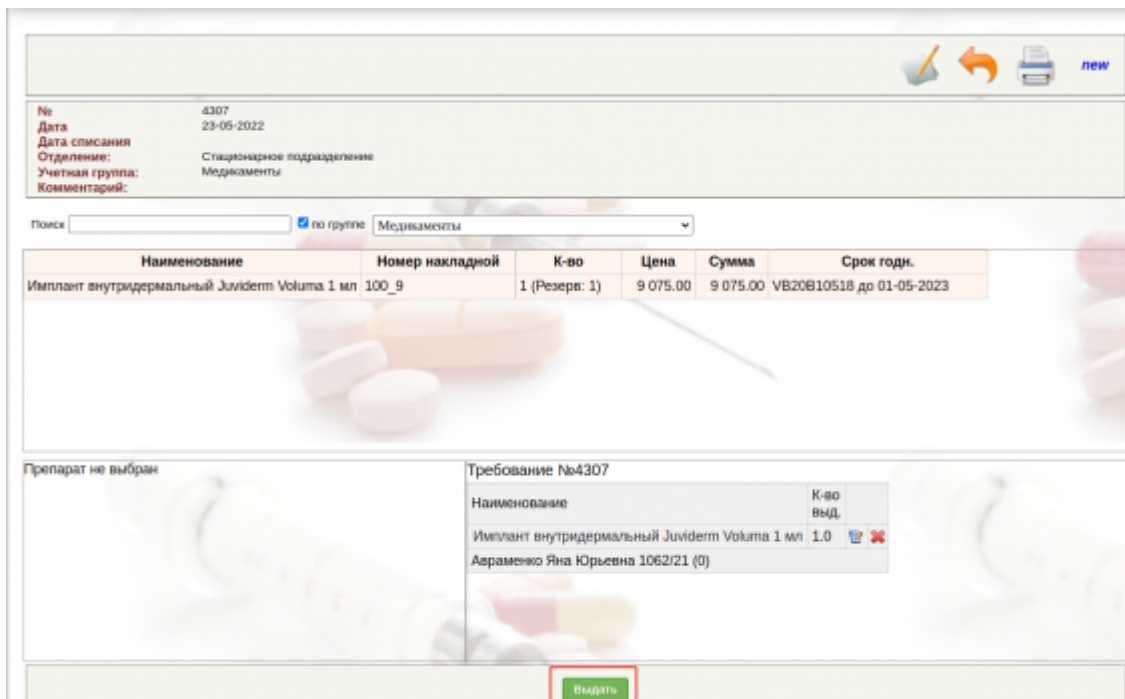 new
№ 4307
Дата 23-05-2022
Дата списания
Отделение: Стационарное подразделение
Учетная группа: Медикаменты
Комментарий:
Поиск по группе Медикаменты
Наименование Номер накладной К-во Цена Сумма Срок годн.
Имплант внутридермальный Juviderm Voluma 1 мл 100_9 1 (Резерв: 1) 9 075.00 9 075.00 VB20B10518 до 01-05-2023
Препарат не выбран
Требование №4307
Наименование К-во выд.
Имплант внутридермальный Juviderm Voluma 1 мл 1.0
Авраменко Яна Юрьевна 1062/21 (0)
Выдать